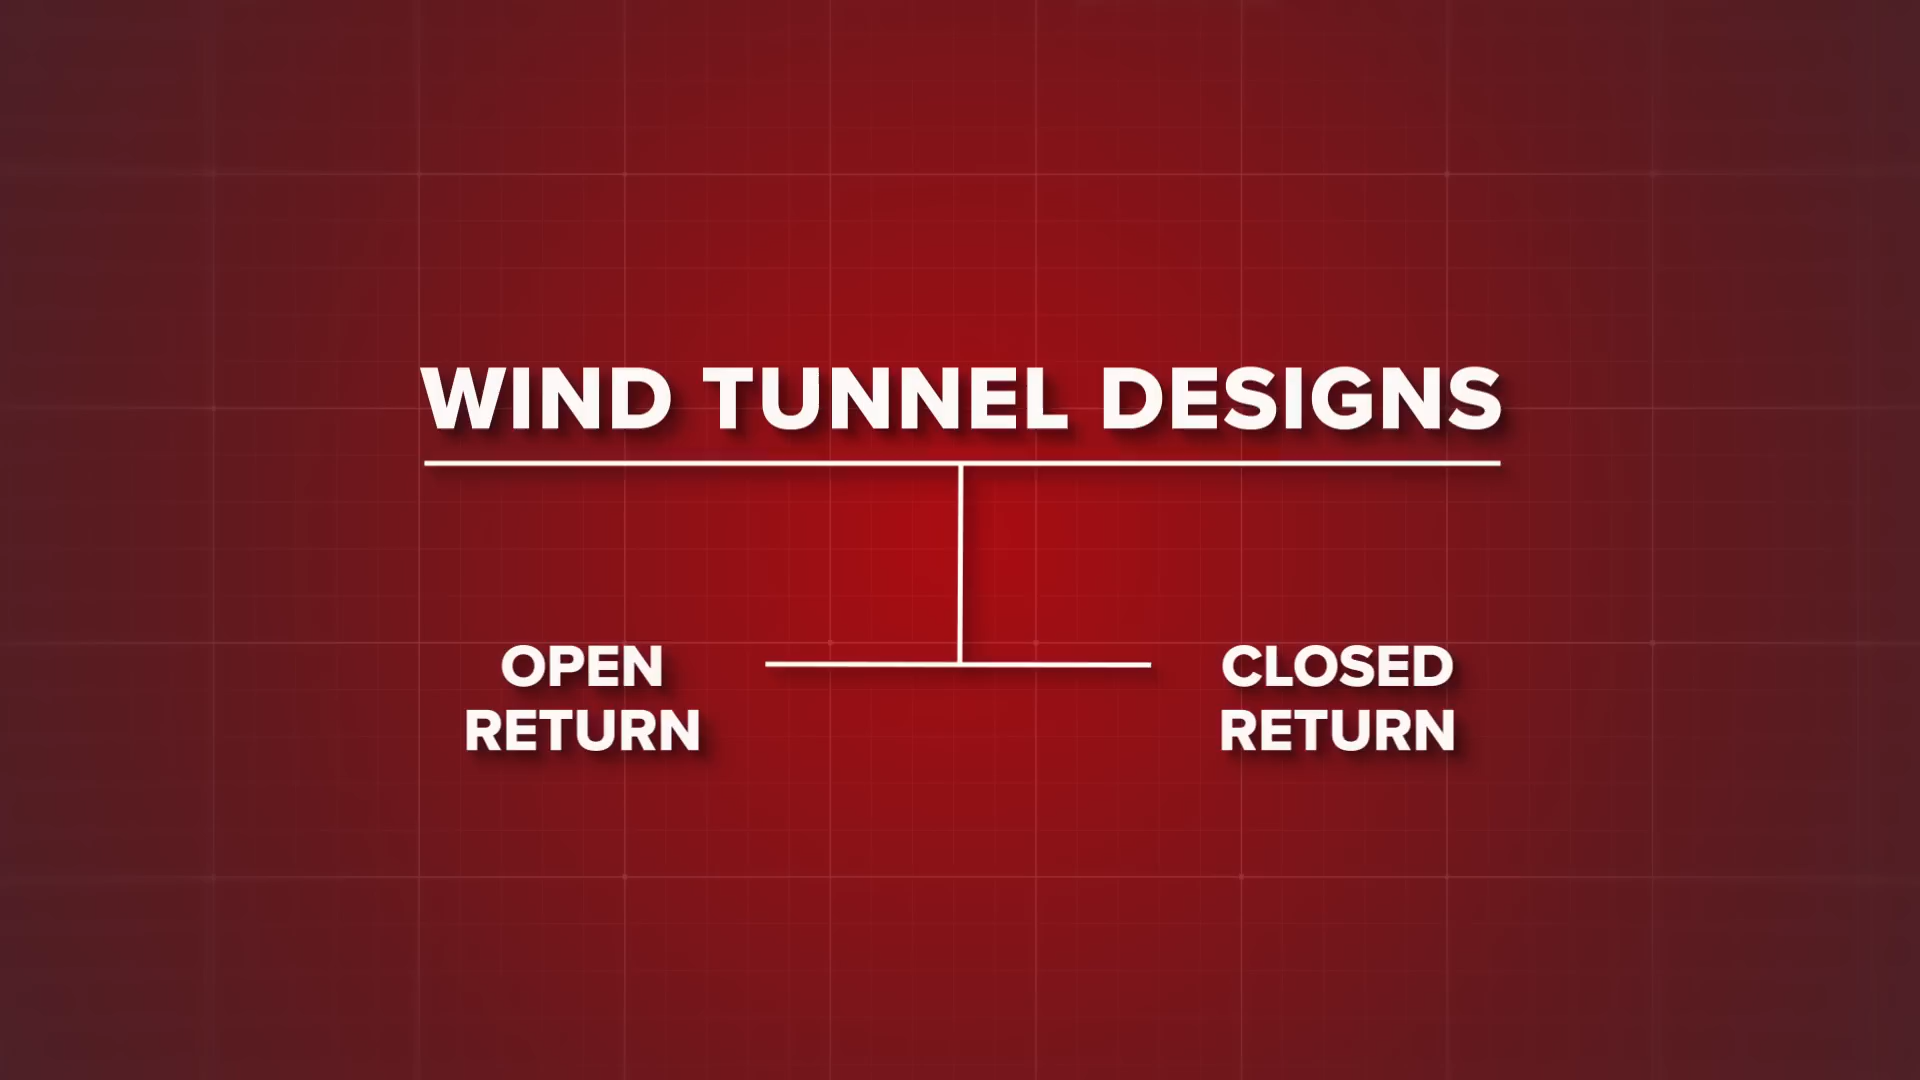 WIND TUNNEL DESIGNS
OPEN
RETURN
CLOSED
RETURN